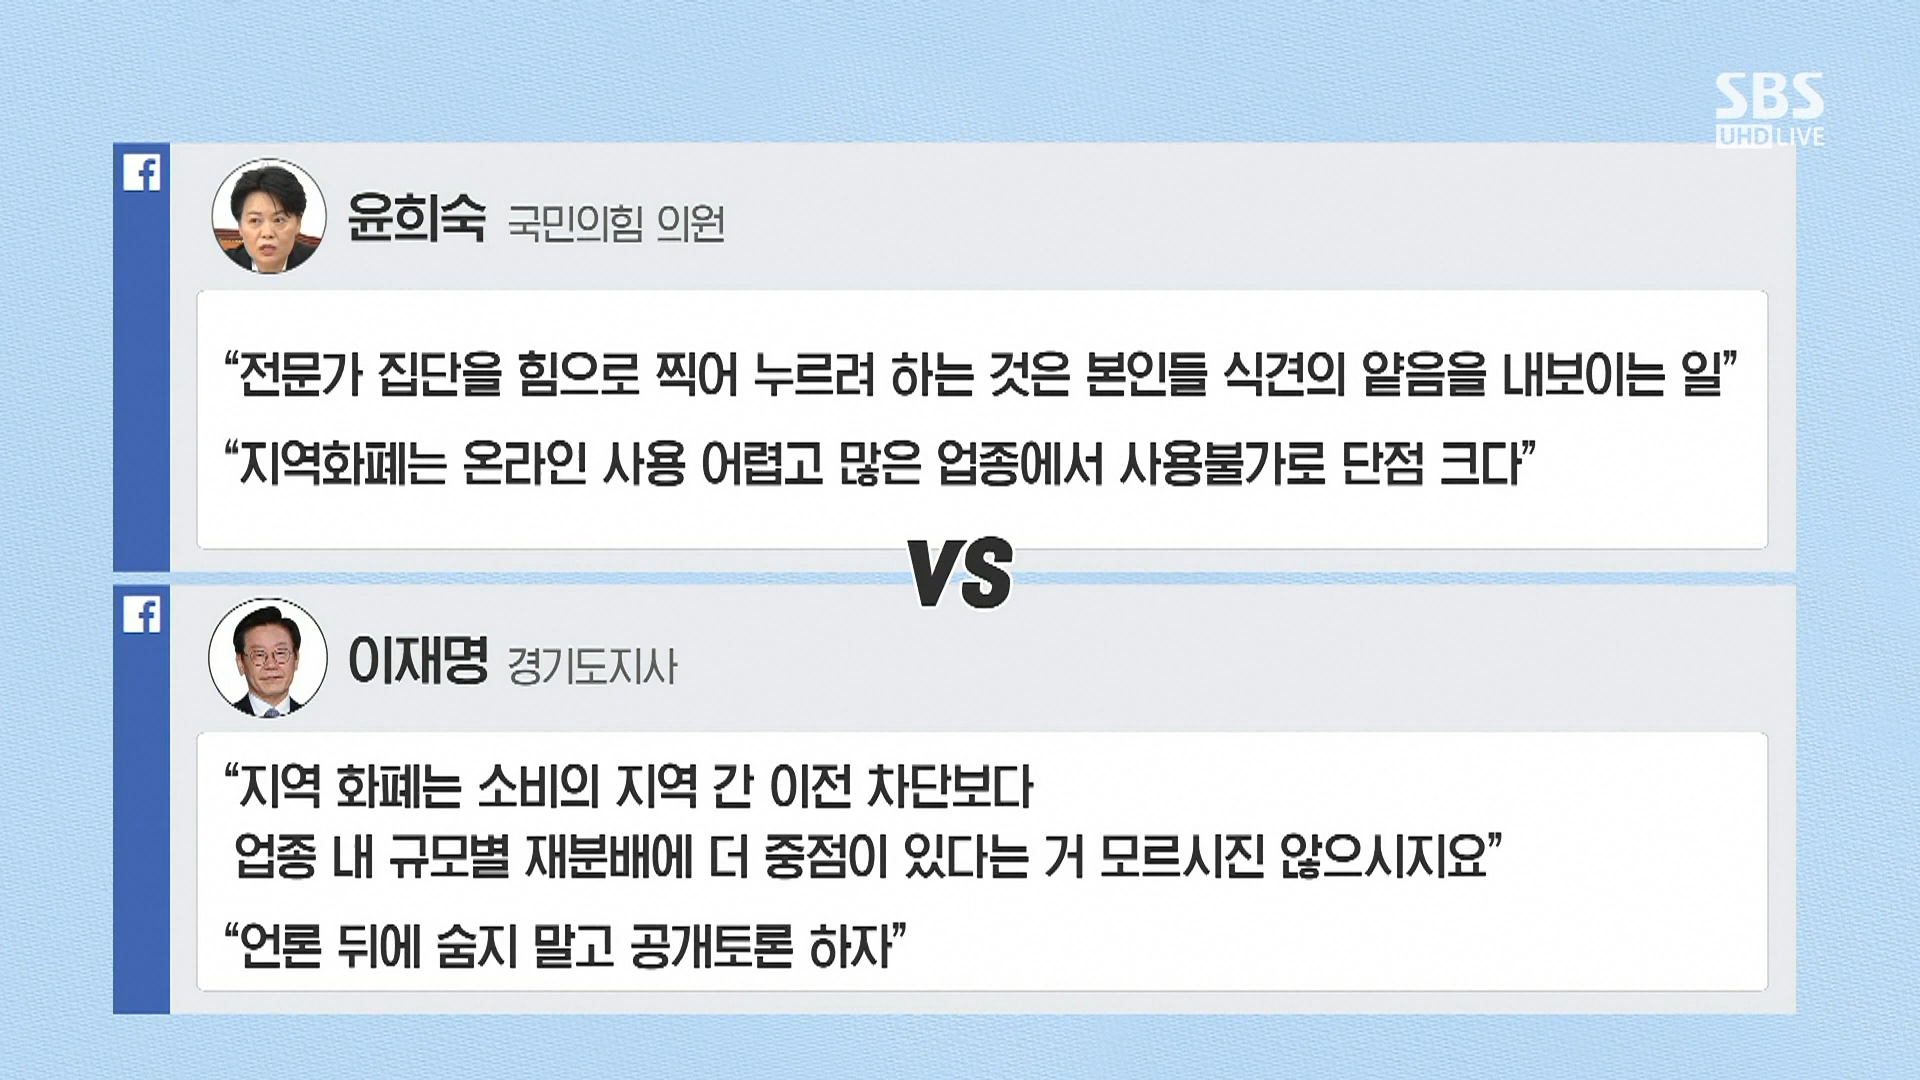 SBS
UHD LIVE
윤희숙 국민의힘 의원
“전문가 집단을 힘으로 찍어 누르려 하는 것은 본인들 식견의 얕음을 내보이는 일”
“지역화폐는 온라인 사용 어렵고 많은 업종에서 사용불가로 단점 크다”
VS
이재명 경기도지사
“지역 화폐는 소비의 지역 간 이전 차단보다
업종 내 규모별 재분배에 더 중점이 있다는 거 모르시진 않으시지요”
“언론 뒤에 숨지 말고 공개토론 하자”